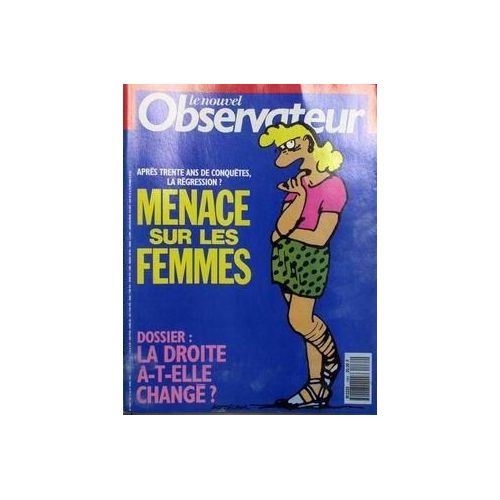 le nouvel
Observateur
APRÈS TRENTE ANS DE CONQUÊTES,
LA RÉGRESSION ?
MENACE
SUR LES
FEMMES
DOSSIER :
LA DROITE
A-T-ELLE
CHANGÉ ?